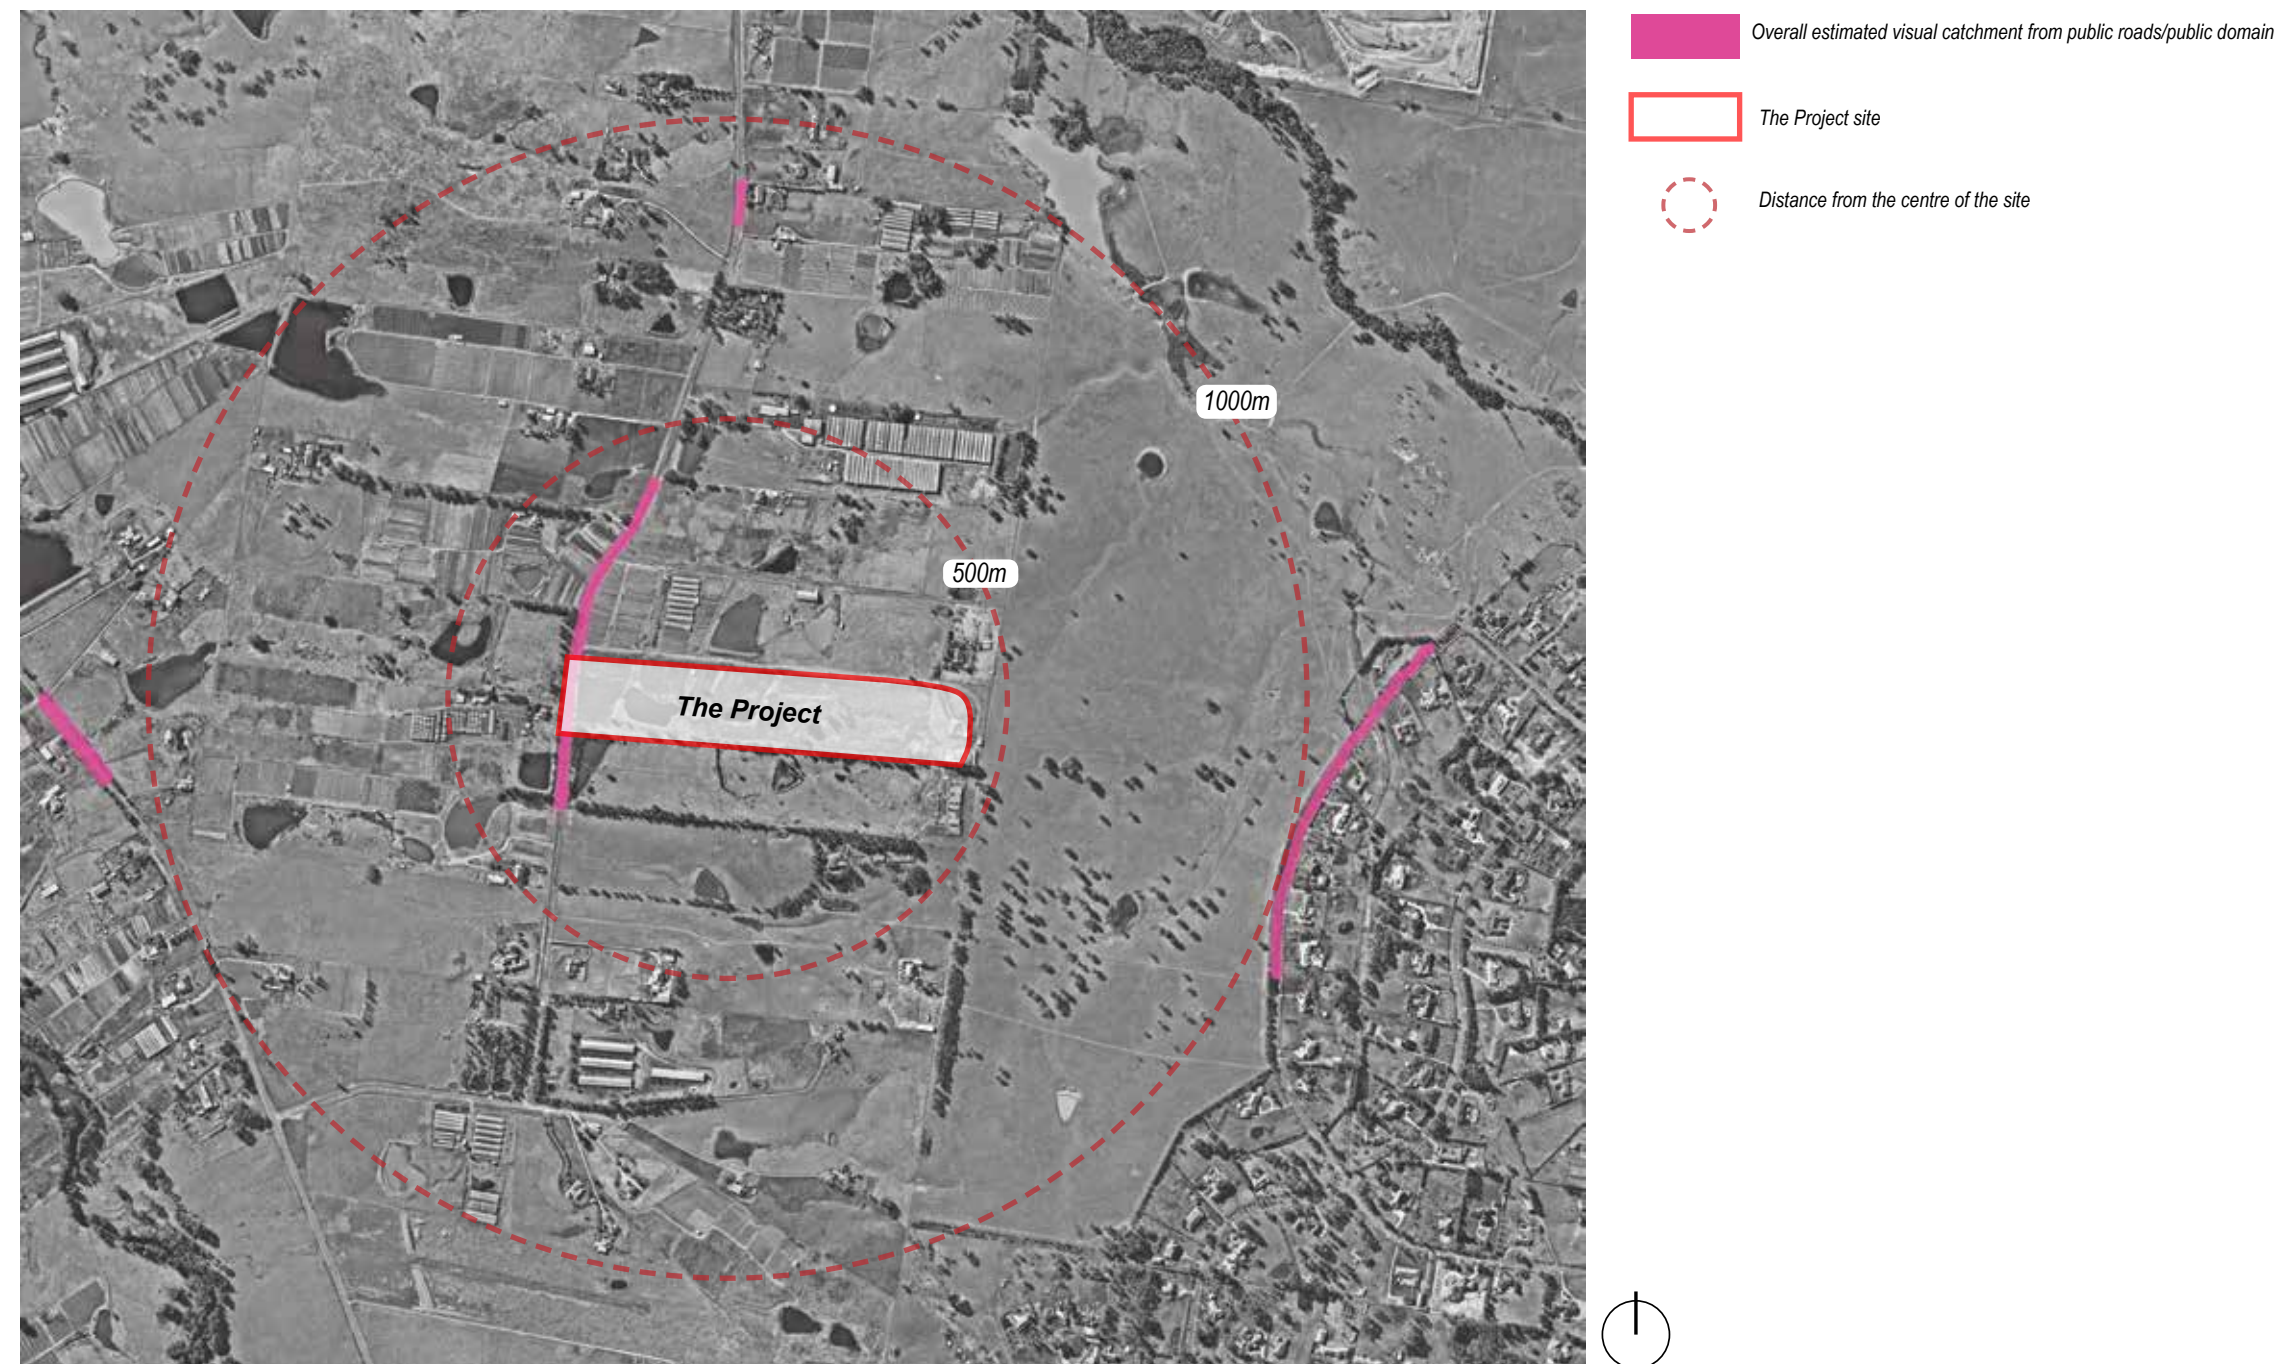 Overall estimated visual catchment from public roads/public domain
The Project site
Distance from the centre of the site
1000m
500m
The Project